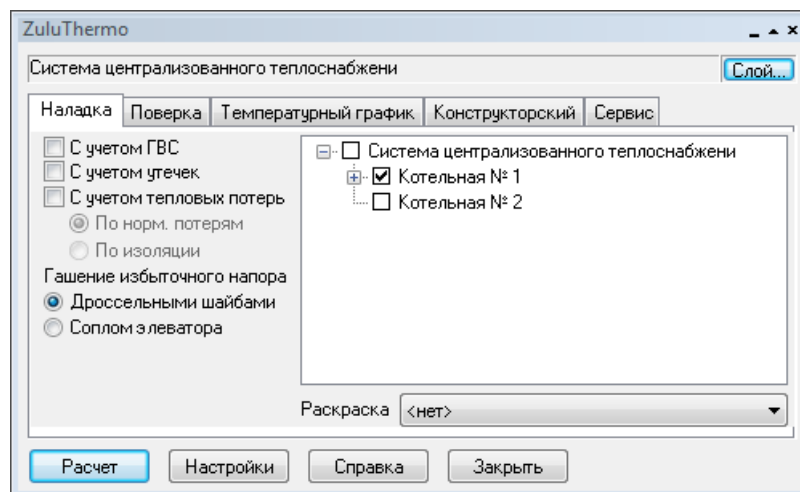 ZuluThermo
Система централизованного теплоснабжени
Слой...
Наладка Поверка Температурный график Конструкторский Сервис
С учетом ГВС
С учетом утечек
С учетом тепловых потерь
По норм. потерям
По изоляции
Гашение избыточного напора
Дроссельными шайбами
Соплом элеватора
Система централизованного теплоснабжени
Котельная № 1
Котельная № 2
Раскраска <нет>
Расчет Настройки Справка Закрыть